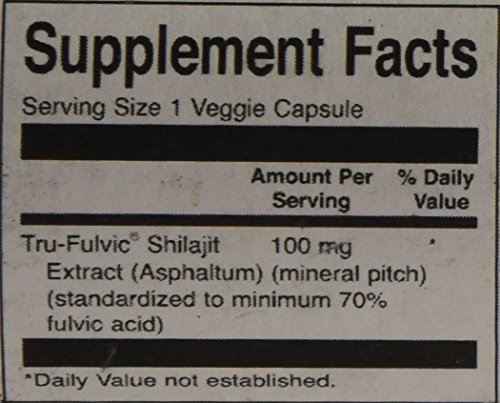 Supplement Facts
Serving Size 1 Veggie Capsule
Amount Per % Daily
Serving Value
Tru-Fulvic® Shilajit 100 mg *
Extract (Asphaltum) (mineral pitch)
(standardized to minimum 70%
fulvic acid)
*Daily Value not established.